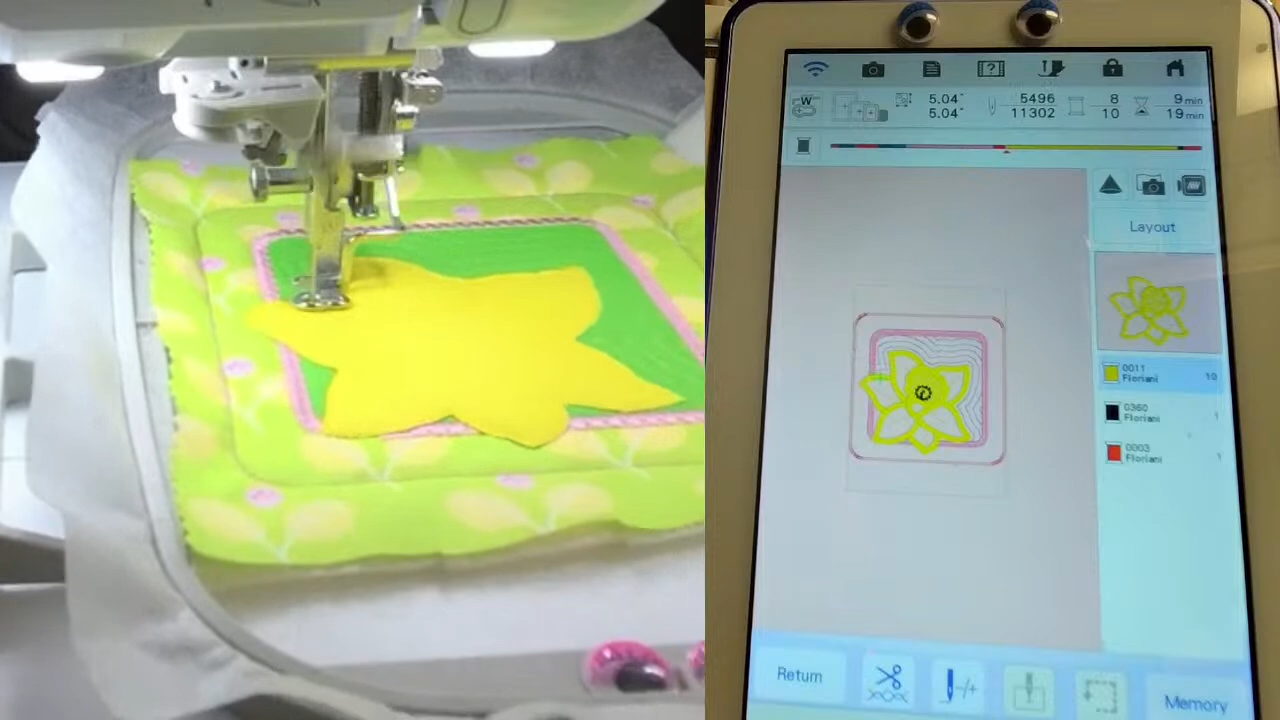 W
?
5.04" 5496 8 9 min
5.04" 11302 10 19 min
Layout
0011
Floriani
0360
Floriani 1
0003
Floriani 1
Return
-/+
Memory